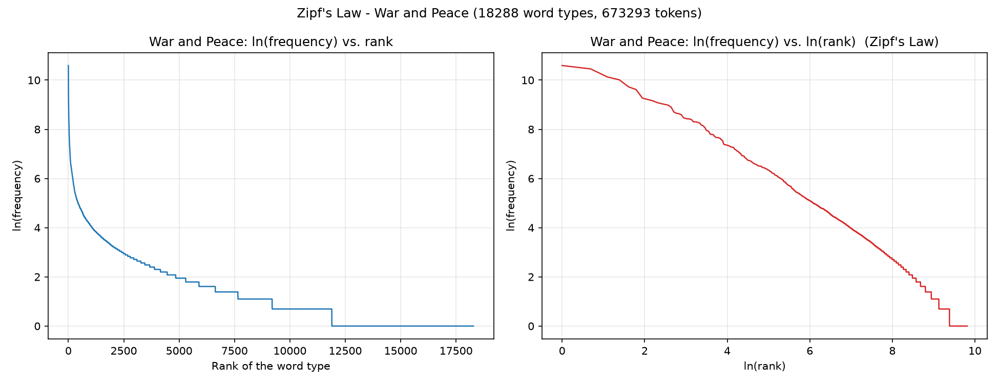 Zipf's Law - War and Peace (18288 word types, 673293 tokens)
War and Peace: ln(frequency) vs. rank
ln(frequency)
10
8
6
4
2
0
0 2500 5000 7500 10000 12500 15000 17500
Rank of the word type
War and Peace: ln(frequency) vs. ln(rank)  (Zipf's Law)
ln(frequency)
10
8
6
4
2
0
0 2 4 6 8 10
ln(rank)